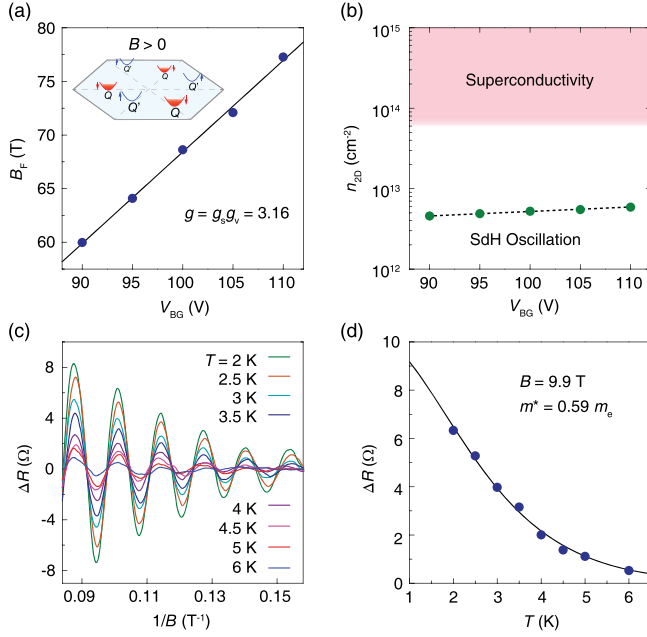 (a)
80
75
70
65
60
B_F (T)
B > 0
Q' Q Q' Q Q' Q
g = g_s g_v = 3.16
90 95 100 105 110
V_BG (V)
(b)
10^15
10^14
10^13
10^12
n_2D (cm^-2)
Superconductivity
SdH Oscillation
90 95 100 105 110
V_BG (V)
(c)
8
4
0
-4
-8
ΔR (Ω)
T = 2 K
2.5 K
3 K
3.5 K
4 K
4.5 K
5 K
6 K
0.09 0.11 0.13 0.15
1/B (T^-1)
(d)
10
8
6
4
2
0
ΔR (Ω)
B = 9.9 T
m* = 0.59 m_e
1 2 3 4 5 6
T (K)